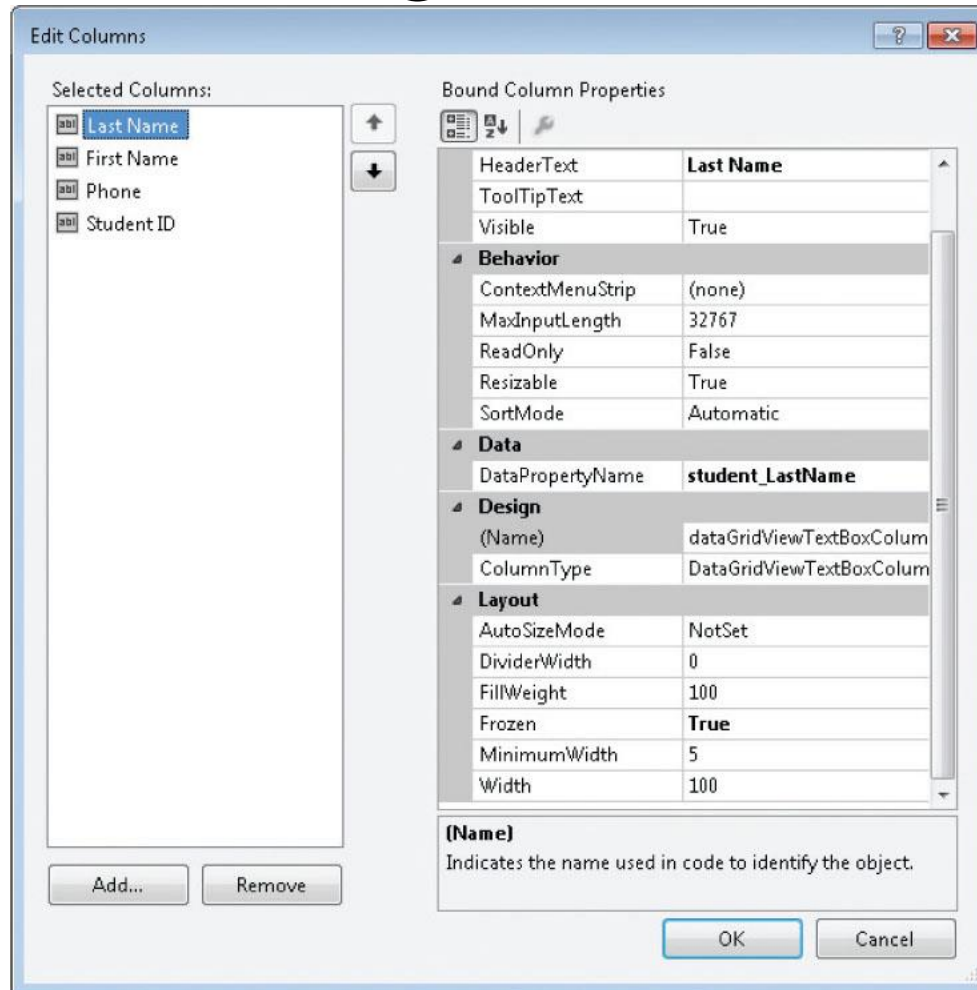 Edit Columns
Selected Columns:
Last Name
First Name
Phone
Student ID
Add...
Remove
Bound Column Properties
HeaderText Last Name
ToolTipText
Visible True
Behavior
ContextMenuStrip (none)
MaxInputLength 32767
ReadOnly False
Resizable True
SortMode Automatic
Data
DataPropertyName student_LastName
Design
(Name) dataGridViewTextBoxColum
ColumnType DataGridViewTextBoxColum
Layout
AutoSizeMode NotSet
DividerWidth 0
FillWeight 100
Frozen True
MinimumWidth 5
Width 100
(Name)
Indicates the name used in code to identify the object.
OK
Cancel